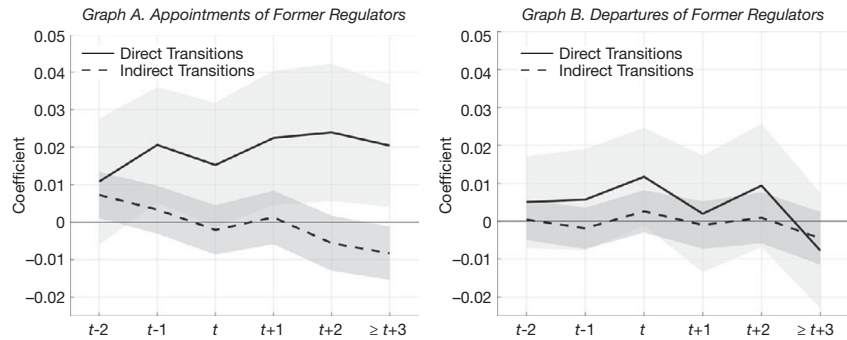 Graph A. Appointments of Former Regulators
0.05
0.04
0.03
0.02
0.01
0
–0.01
–0.02
Coefficient
Direct Transitions
Indirect Transitions
t-2
t-1
t
t+1
t+2
≥ t+3
Graph B. Departures of Former Regulators
0.05
0.04
0.03
0.02
0.01
0
–0.01
–0.02
Coefficient
Direct Transitions
Indirect Transitions
t-2
t-1
t
t+1
t+2
≥ t+3